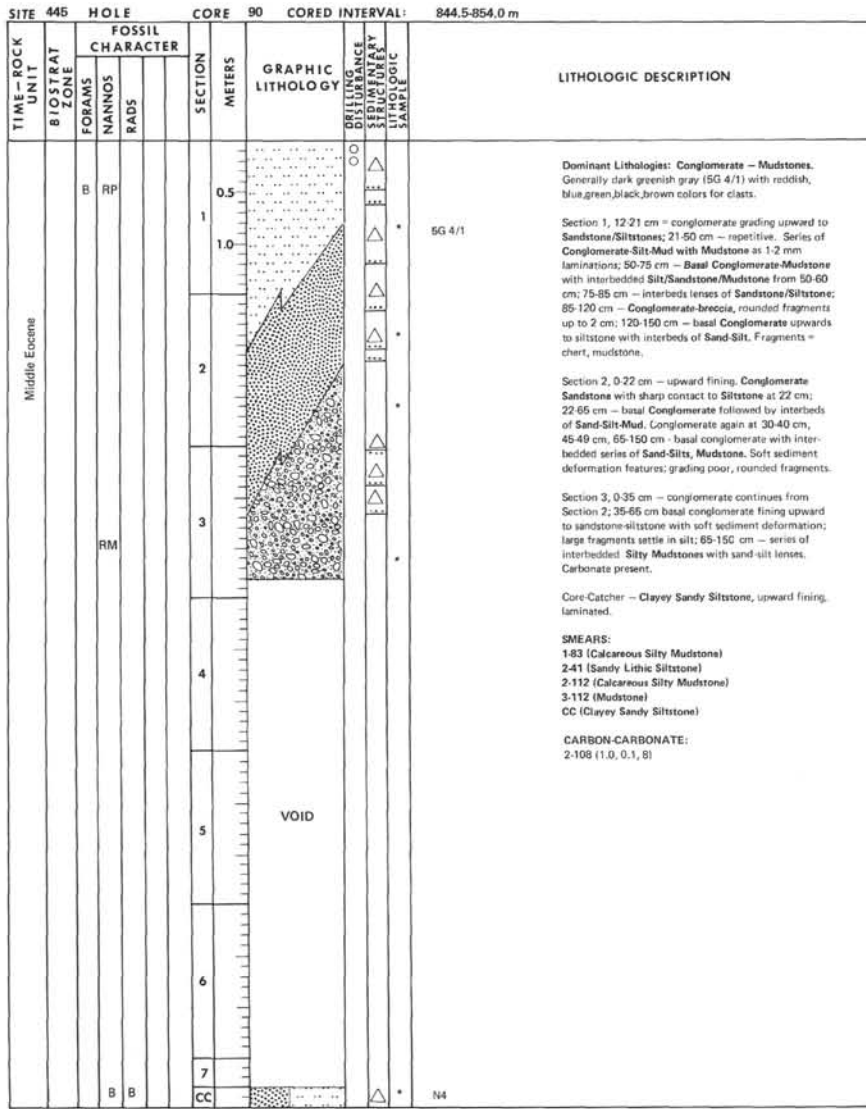 SITE 445 HOLE CORE 90 CORED INTERVAL: 844.5-854.0 m
TIME-ROCK UNIT
BIOSTRAT ZONE
FOSSIL CHARACTER
FORAMS
NANNOS
RADS
SECTION
METERS
GRAPHIC LITHOLOGY
DRILLING DISTURBANCE
SEDIMENTARY STRUCTURES
LITHOLOGIC SAMPLE
LITHOLOGIC DESCRIPTION
Middle Eocene
B RP
RM
B B
0.5
1
1.0
2
3
4
5
6
7
CC
VOID
*
*
*
*
*
5G 4/1
N4
Dominant Lithologies: Conglomerate – Mudstones.
Generally dark greenish gray (5G 4/1) with reddish,
blue,green,black,brown colors for clasts.
Section 1, 12-21 cm = conglomerate grading upward to
Sandstone/Siltstones; 21-50 cm – repetitive. Series of
Conglomerate-Silt-Mud with Mudstone as 1-2 mm
laminations; 50-75 cm – Basal Conglomerate-Mudstone
with interbedded Silt/Sandstone/Mudstone from 50-60
cm; 75-85 cm – interbeds lenses of Sandstone/Siltstone;
85-120 cm – Conglomerate-breccia, rounded fragments
up to 2 cm; 120-150 cm – basal Conglomerate upwards
to siltstone with interbeds of Sand-Silt. Fragments =
chert, mudstone.
Section 2, 0-22 cm – upward fining. Conglomerate
Sandstone with sharp contact to Siltstone at 22 cm;
22-65 cm – basal Conglomerate followed by interbeds
of Sand-Silt-Mud. Conglomerate again at 30-40 cm,
45-49 cm, 65-150 cm - basal conglomerate with inter-
bedded series of Sand-Silts, Mudstone. Soft sediment
deformation features; grading poor, rounded fragments.
Section 3, 0-35 cm – conglomerate continues from
Section 2; 35-65 cm basal conglomerate fining upward
to sandstone-siltstone with soft sediment deformation;
large fragments settle in silt; 65-150 cm – series of
interbedded Silty Mudstones with sand-silt lenses.
Carbonate present.
Core-Catcher – Clayey Sandy Siltstone, upward fining,
laminated.
SMEARS:
1-83 (Calcareous Silty Mudstone)
2-41 (Sandy Lithic Siltstone)
2-112 (Calcareous Silty Mudstone)
3-112 (Mudstone)
CC (Clayey Sandy Siltstone)
CARBON-CARBONATE:
2-108 (1.0, 0.1, 8)